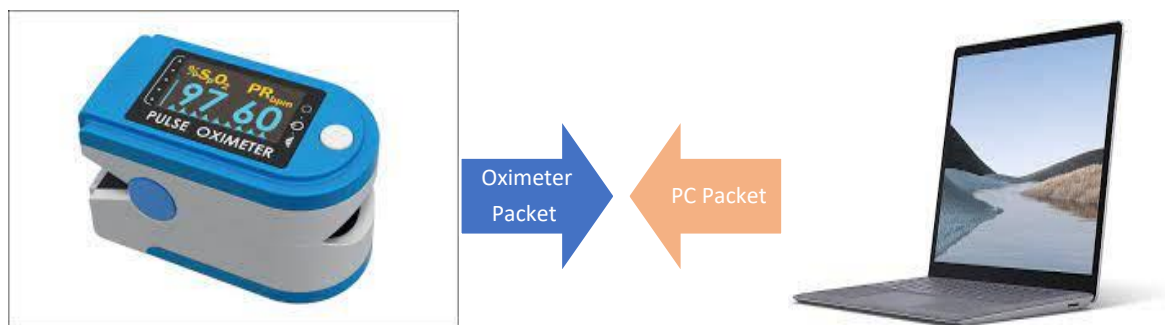 %SpO2 PRbpm
97 60
PULSE OXIMETER
Oximeter
Packet
PC Packet